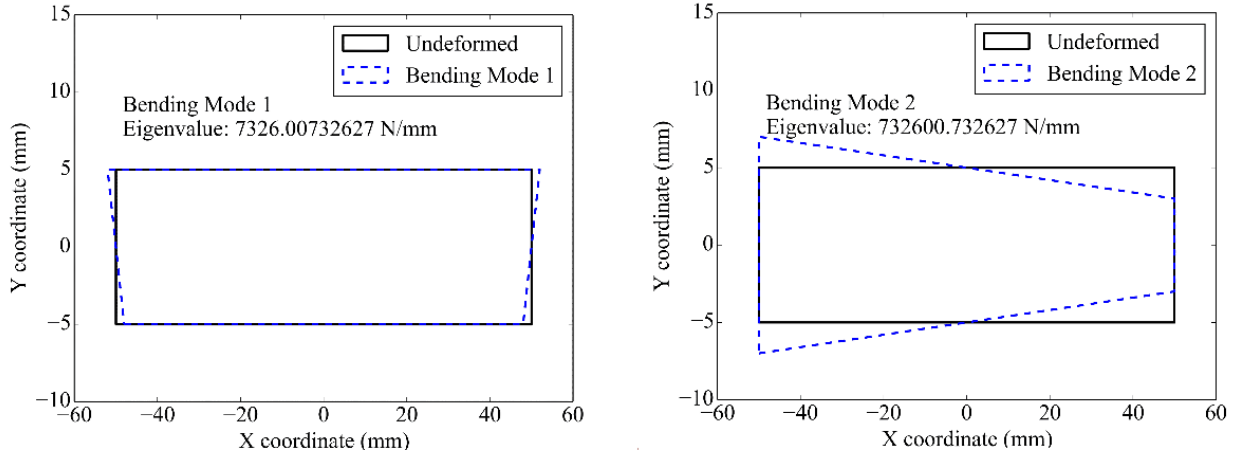 15
10
5
0
−5
−10
−60
−40
−20
0
20
40
60
X coordinate (mm)
Y coordinate (mm)
Undeformed
Bending Mode 1
Bending Mode 1
Eigenvalue: 7326.00732627 N/mm
15
10
5
0
−5
−10
−60
−40
−20
0
20
40
60
X coordinate (mm)
Y coordinate (mm)
Undeformed
Bending Mode 2
Bending Mode 2
Eigenvalue: 732600.732627 N/mm